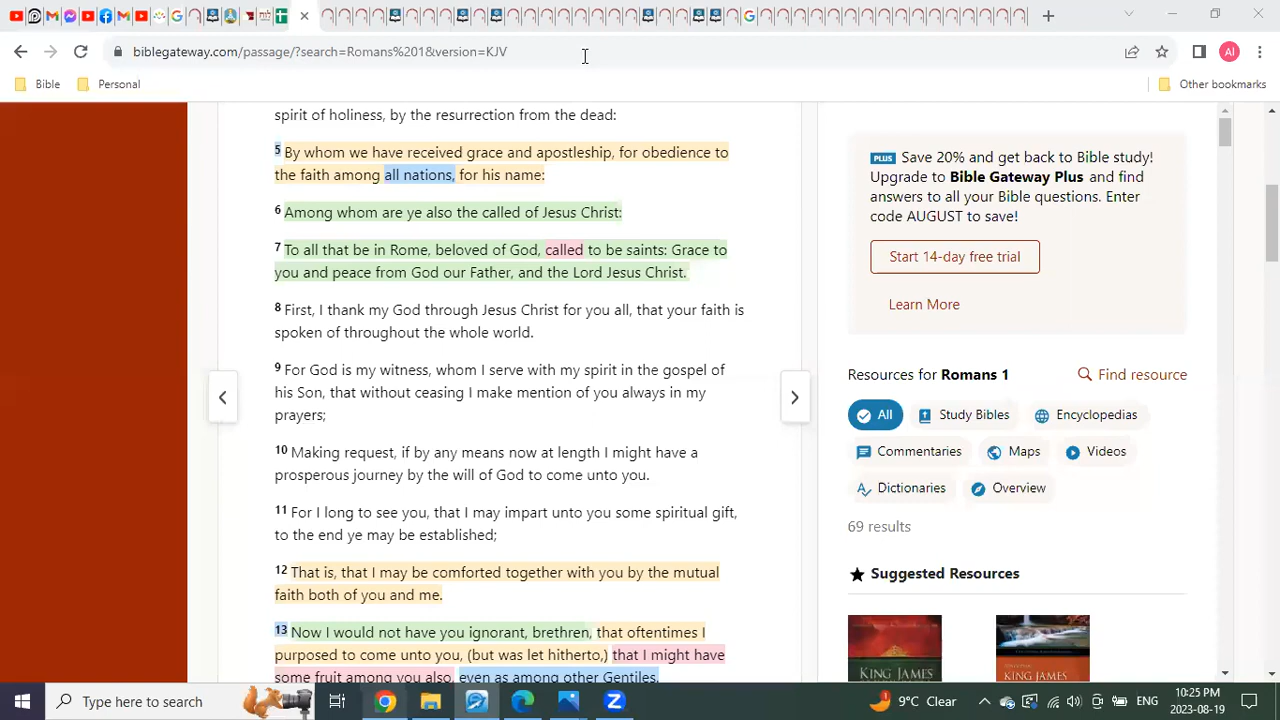 biblegateway.com/passage/?search=Romans%201&version=KJV
AI
Bible
Personal
Other bookmarks
spirit of holiness, by the resurrection from the dead:
5 By whom we have received grace and apostleship, for obedience to
the faith among all nations, for his name:
6 Among whom are ye also the called of Jesus Christ:
7 To all that be in Rome, beloved of God, called to be saints: Grace to
you and peace from God our Father, and the Lord Jesus Christ.
8 First, I thank my God through Jesus Christ for you all, that your faith is
spoken of throughout the whole world.
9 For God is my witness, whom I serve with my spirit in the gospel of
his Son, that without ceasing I make mention of you always in my
prayers;
10 Making request, if by any means now at length I might have a
prosperous journey by the will of God to come unto you.
11 For I long to see you, that I may impart unto you some spiritual gift,
to the end ye may be established;
12 That is, that I may be comforted together with you by the mutual
faith both of you and me.
13 Now I would not have you ignorant, brethren, that oftentimes I
purposed to come unto you, (but was let hitherto,) that I might have
some fruit among you also, even as among other Gentiles.
PLUS Save 20% and get back to Bible study!
Upgrade to Bible Gateway Plus and find
answers to all your Bible questions. Enter
code AUGUST to save!
Start 14-day free trial
Learn More
Resources for Romans 1
Find resource
All
Study Bibles
Encyclopedias
Commentaries
Maps
Videos
Dictionaries
Overview
69 results
Suggested Resources
KING JAMES
KING JAMES
Type here to search
1
9°C Clear
ENG
10:25 PM
2023-08-19